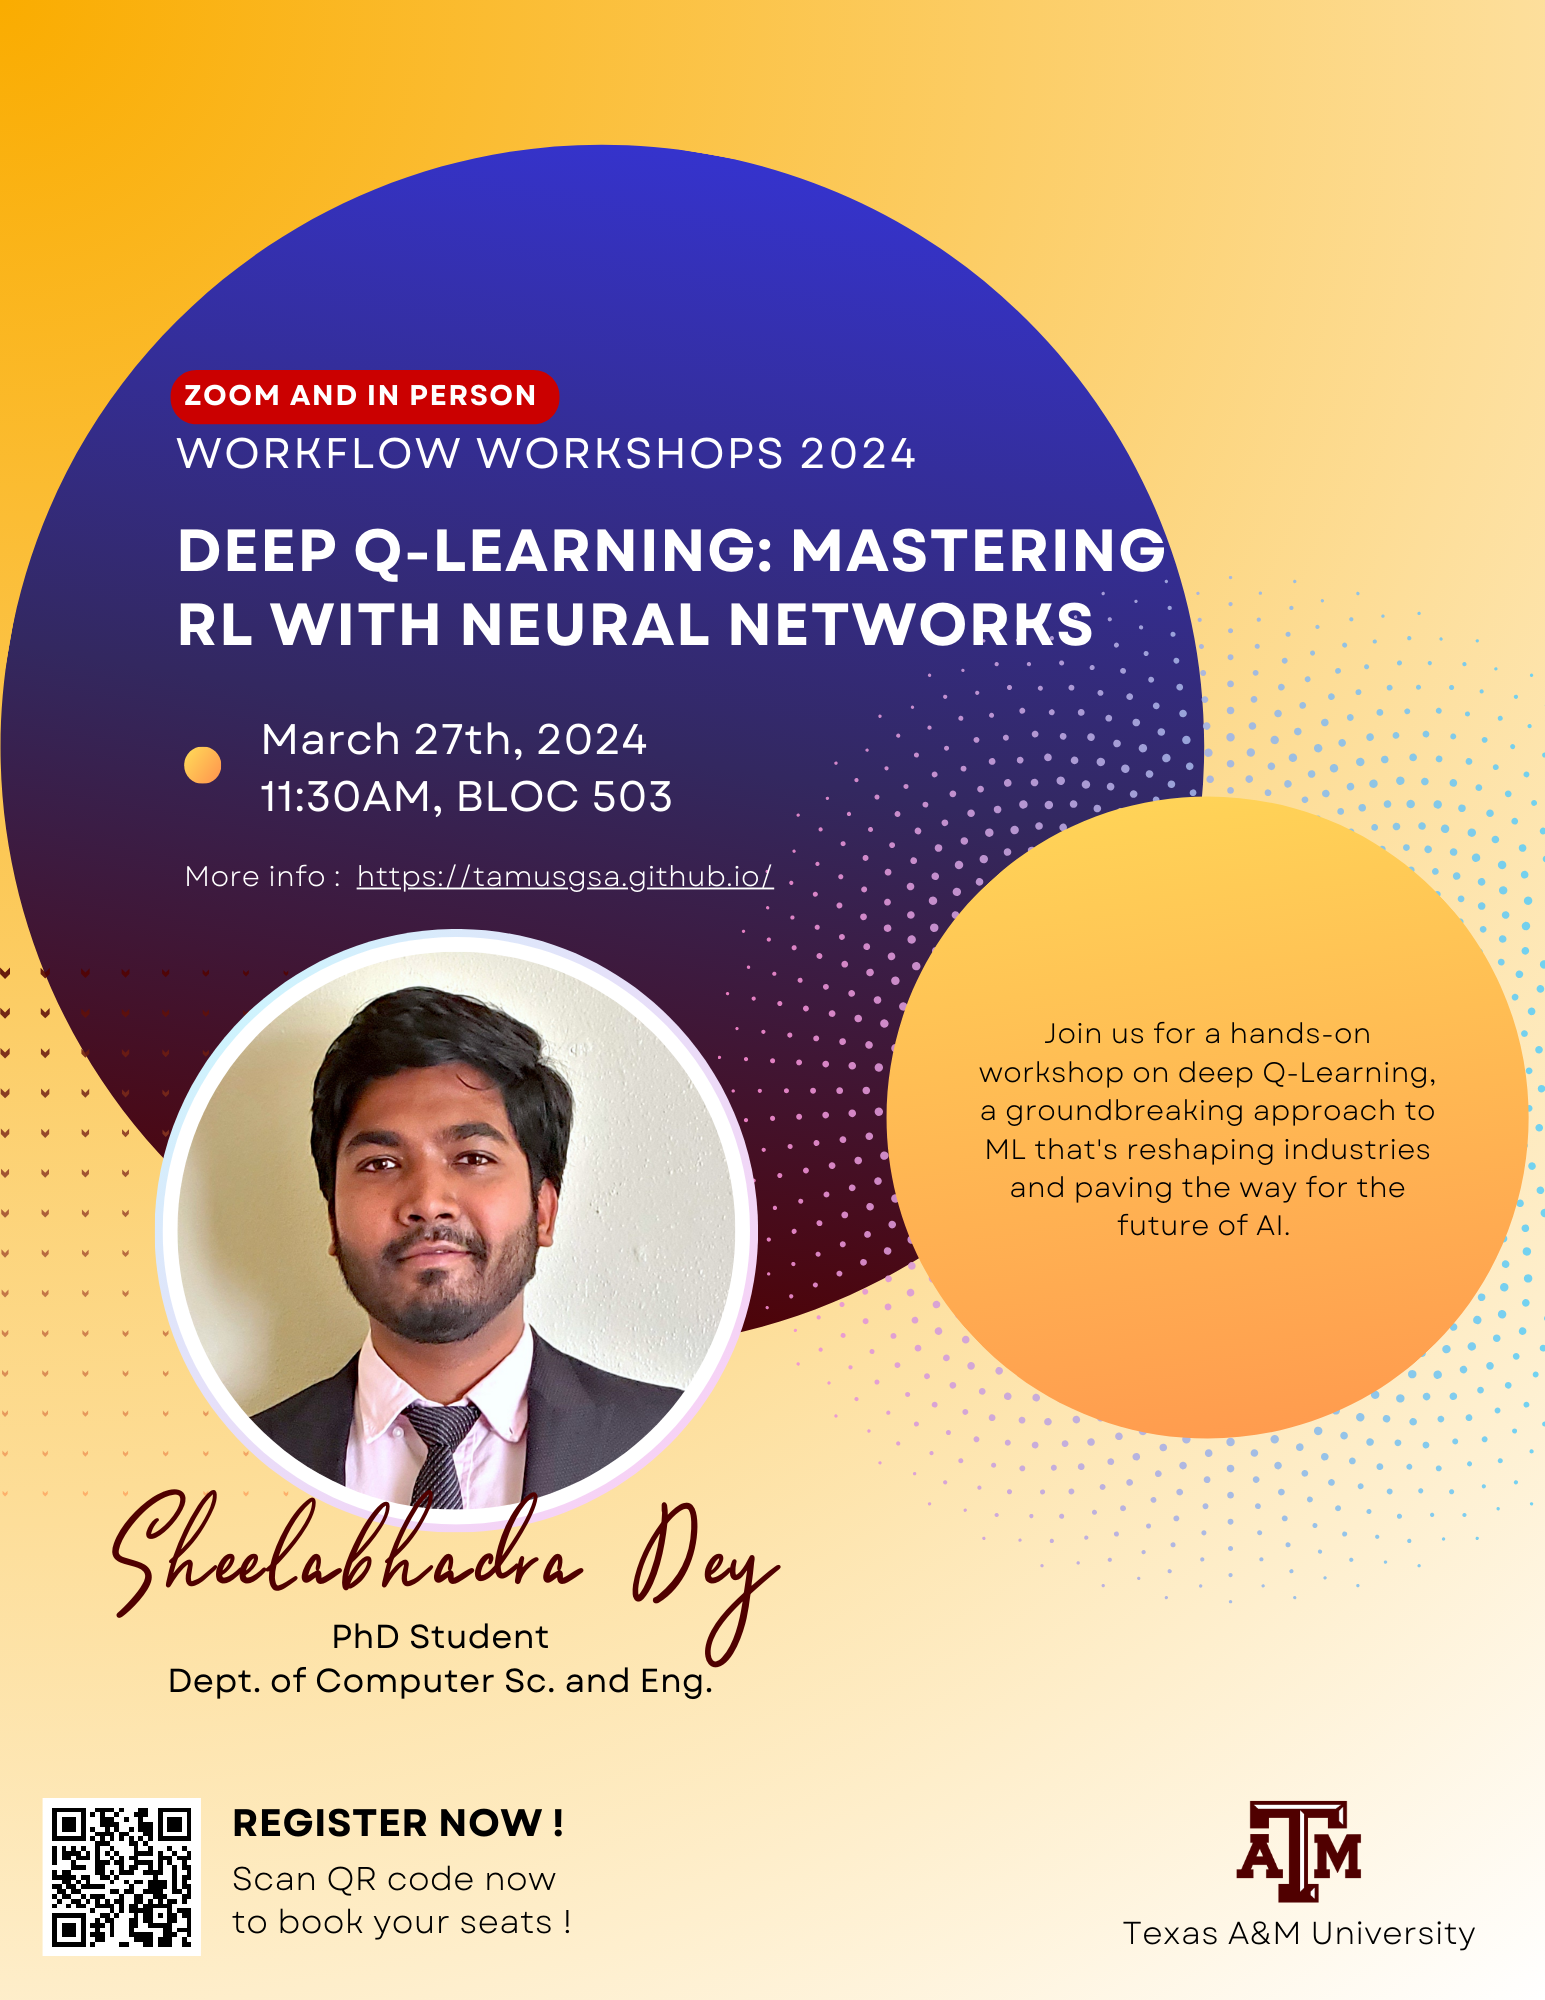 ZOOM AND IN PERSON
WORKFLOW WORKSHOPS 2024
DEEP Q-LEARNING: MASTERING
RL WITH NEURAL NETWORKS
March 27th, 2024
11:30AM, BLOC 503
More info : https://tamusgsa.github.io/
Join us for a hands-on
workshop on deep Q-Learning,
a groundbreaking approach to
ML that's reshaping industries
and paving the way for the
future of AI.
Sheelabhadra Dey
PhD Student
Dept. of Computer Sc. and Eng.
REGISTER NOW !
Scan QR code now
to book your seats !
ATM
Texas A&M University